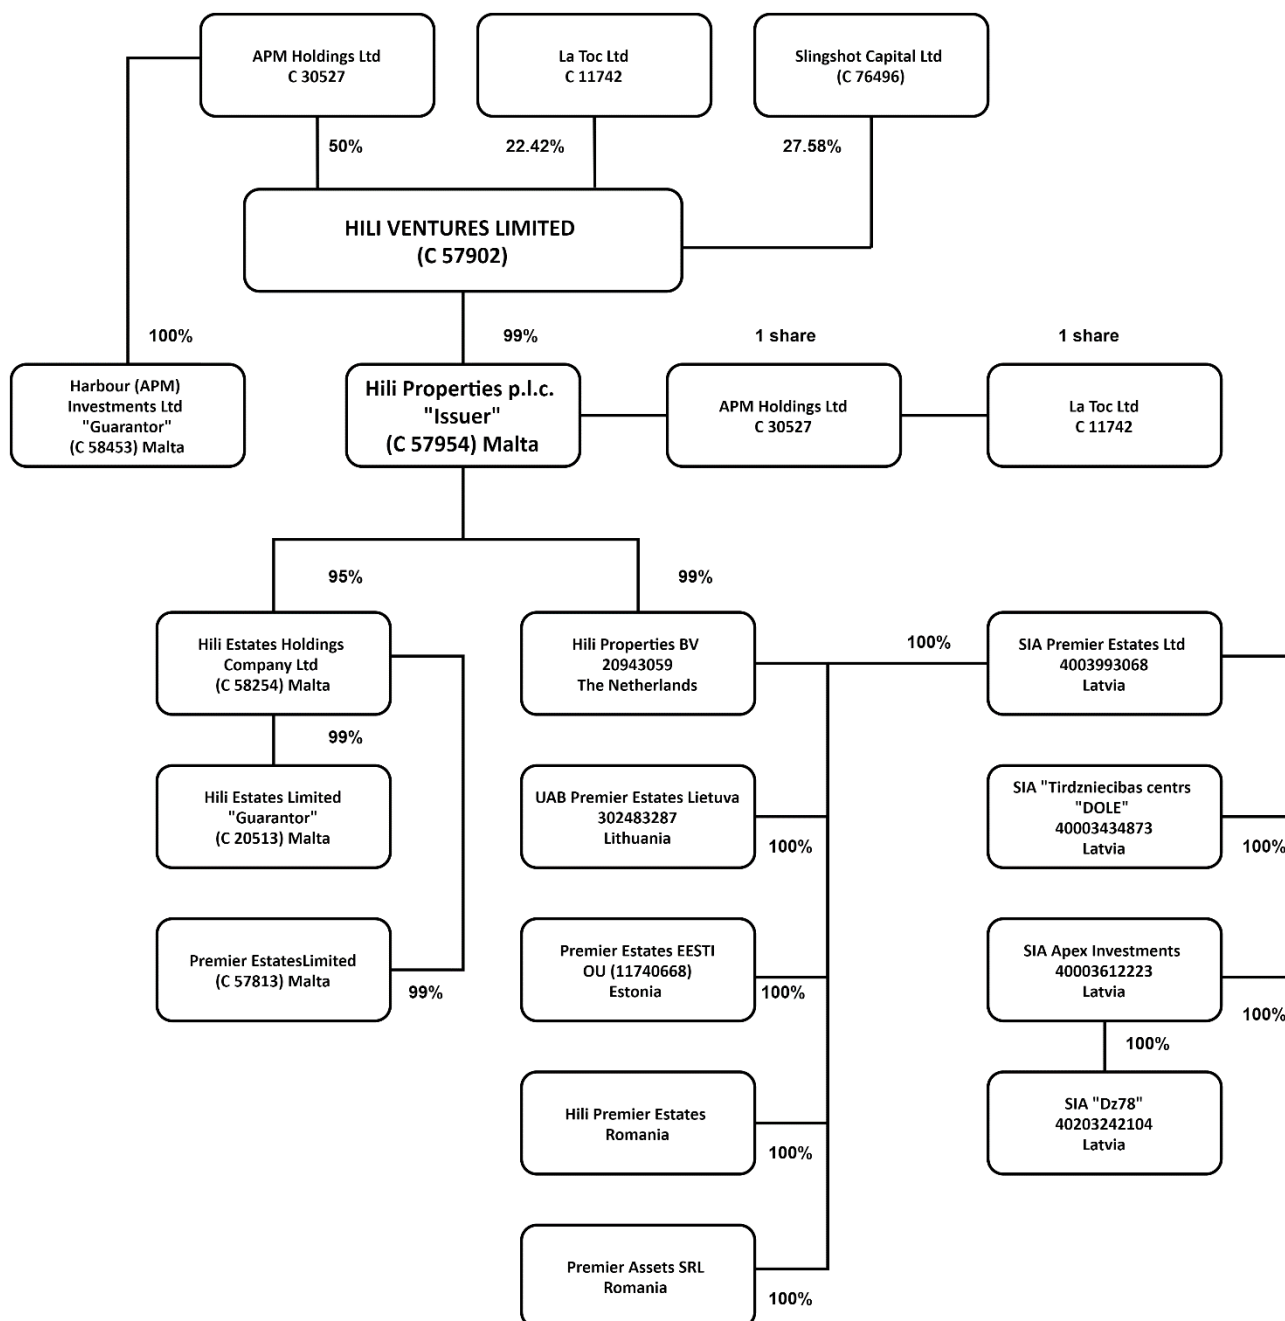 APM Holdings Ltd
C 30527
La Toc Ltd
C 11742
Slingshot Capital Ltd
(C 76496)
50%
22.42%
27.58%
HILI VENTURES LIMITED
(C 57902)
100%
99%
1 share
1 share
Harbour (APM)
Investments Ltd
"Guarantor"
(C 58453) Malta
Hili Properties p.l.c.
"Issuer"
(C 57954) Malta
APM Holdings Ltd
C 30527
La Toc Ltd
C 11742
95%
99%
Hili Estates Holdings
Company Ltd
(C 58254) Malta
Hili Properties BV
20943059
The Netherlands
100%
SIA Premier Estates Ltd
4003993068
Latvia
99%
Hili Estates Limited
"Guarantor"
(C 20513) Malta
UAB Premier Estates Lietuva
302483287
Lithuania
100%
SIA "Tirdzniecibas centrs
"DOLE"
40003434873
Latvia
100%
Premier EstatesLimited
(C 57813) Malta
99%
Premier Estates EESTI
OU (11740668)
Estonia
100%
SIA Apex Investments
40003612223
Latvia
100%
100%
Hili Premier Estates
Romania
100%
SIA "Dz78"
40203242104
Latvia
Premier Assets SRL
Romania
100%